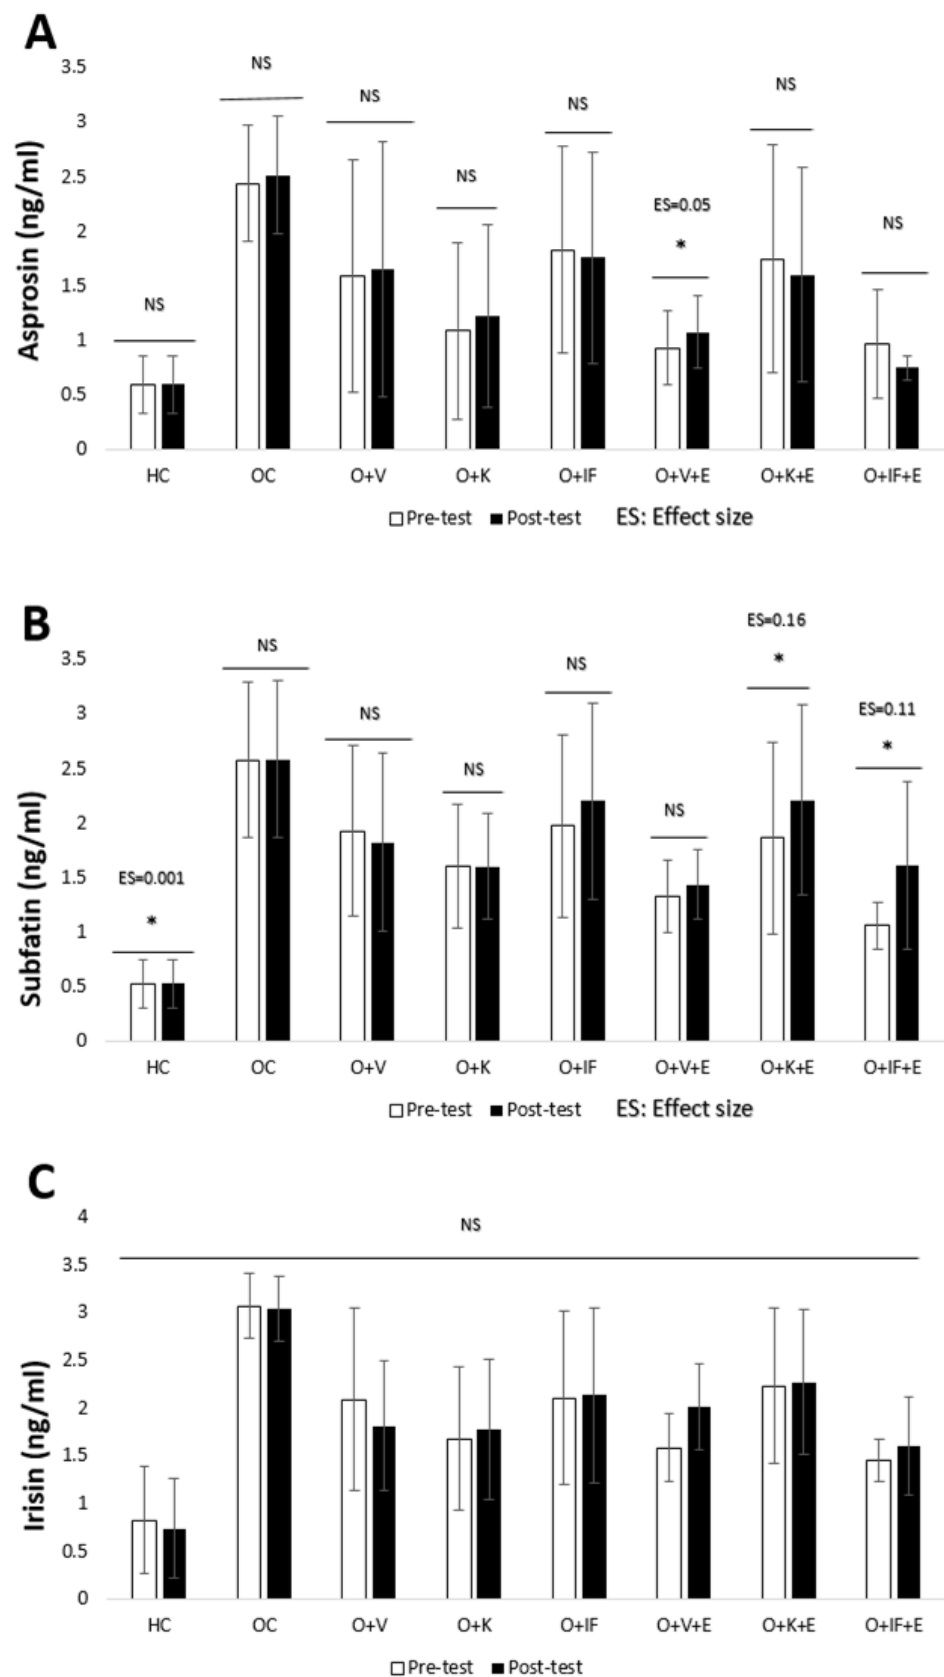 A
Asprosin (ng/ml)
3.5
3
2.5
2
1.5
1
0.5
0
NS
NS
NS
NS
NS
ES=0.05
*
NS
NS
HC OC O+V O+K O+IF O+V+E O+K+E O+IF+E
Pre-test Post-test ES: Effect size
B
Subfatin (ng/ml)
3.5
3
2.5
2
1.5
1
0.5
0
ES=0.001
*
NS
NS
NS
NS
NS
ES=0.16
*
ES=0.11
*
HC OC O+V O+K O+IF O+V+E O+K+E O+IF+E
Pre-test Post-test ES: Effect size
C
Irisin (ng/ml)
4
3.5
3
2.5
2
1.5
1
0.5
0
NS
HC OC O+V O+K O+IF O+V+E O+K+E O+IF+E
Pre-test Post-test